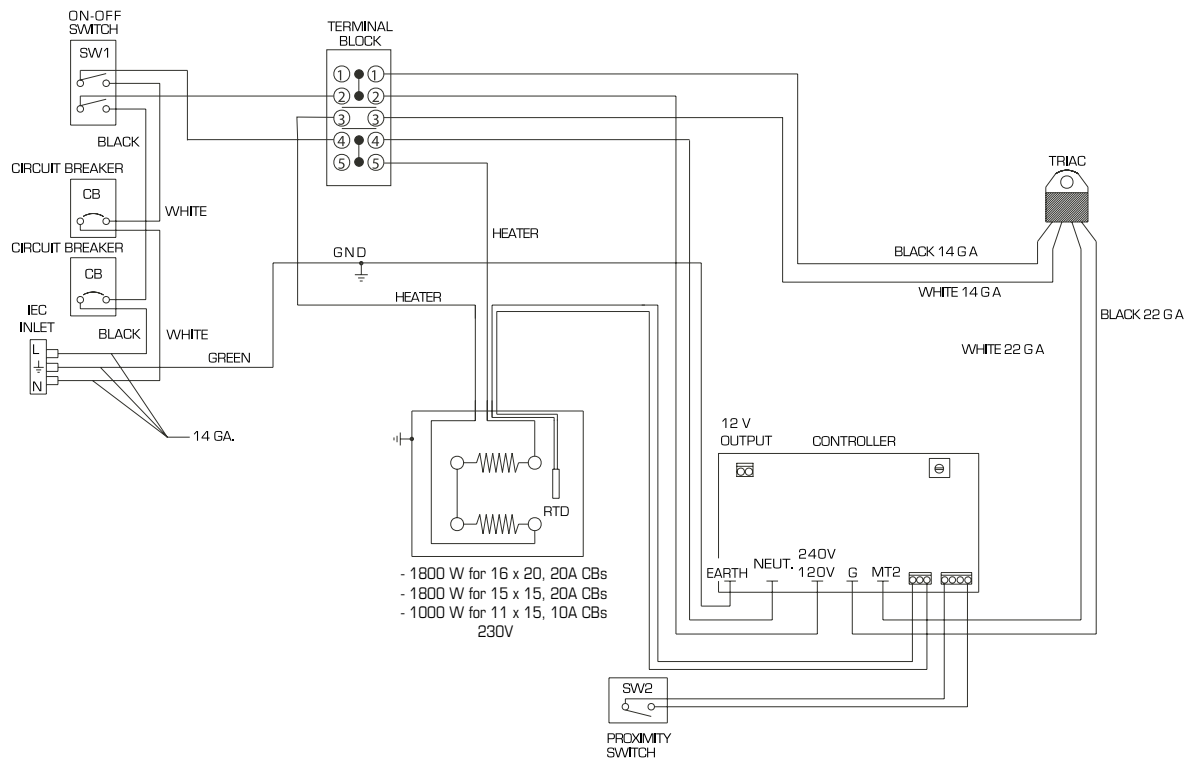 ON-OFF
SWITCH
SW1
TERMINAL
BLOCK
1 1
2 2
3 3
4 4
5 5
BLACK
CIRCUIT BREAKER
CB
WHITE
CIRCUIT BREAKER
CB
IEC
INLET
L
N
BLACK
WHITE
GREEN
14 GA.
GND
HEATER
HEATER
TRIAC
BLACK 14 GA
WHITE 14 GA
BLACK 22 GA
WHITE 22 GA
RTD
- 1800 W for 16 x 20, 20A CBs
- 1800 W for 15 x 15, 20A CBs
- 1000 W for 11 x 15, 10A CBs
230V
12 V
OUTPUT
CONTROLLER
EARTH
NEUT.
240V
120V
G
MT2
SW2
PROXIMITY
SWITCH